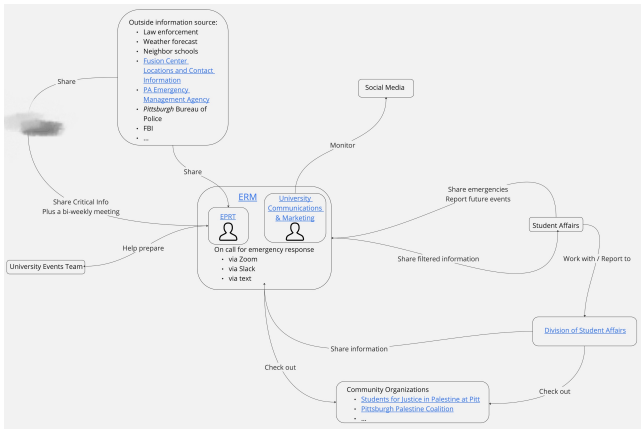 Outside information source:
• Law enforcement
• Weather forecast
• Neighbor schools
• Fusion Center
Locations and Contact
Information
• PA Emergency
Management Agency
• Pittsburgh Bureau of
Police
• FBI
• ...
Share
Social Media
Monitor
Share
Share Critical Info
Plus a bi-weekly meeting
ERM
University
Communications
& Marketing
EPRT
On call for emergency response
• via Zoom
• via Slack
• via text
Help prepare
University Events Team
Share emergencies
Report future events
Student Affairs
Share filtered information
Work with / Report to
Division of Student Affairs
Share information
Check out
Check out
Community Organizations
• Students for Justice in Palestine at Pitt
• Pittsburgh Palestine Coalition
• ...